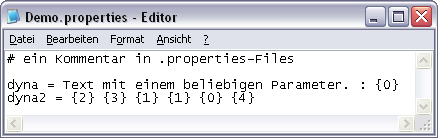 Demo.properties - Editor
Datei Bearbeiten Format Ansicht ?
# ein Kommentar in .properties-Files
dyna = Text mit einem beliebigen Parameter. : {0}
dyna2 = {2} {3} {1} {1} {0} {4}